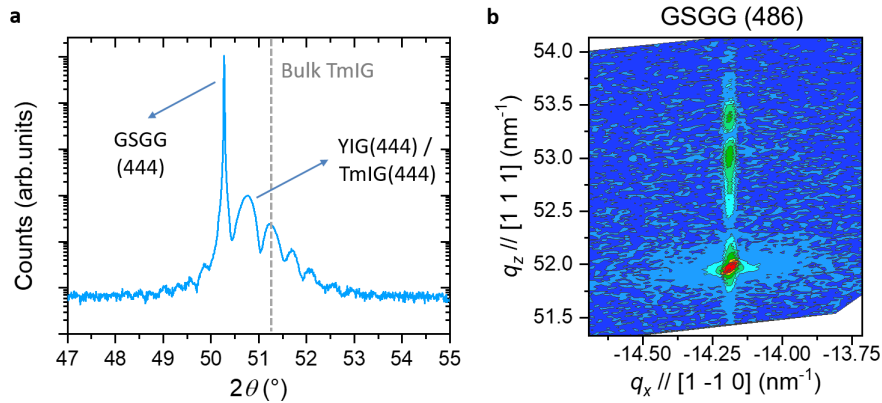 a
Counts (arb.units)
GSGG
(444)
Bulk TmIG
YIG(444) /
TmIG(444)
47 48 49 50 51 52 53 54 55
2θ (°)
b
GSGG (486)
q_z // [1 1 1] (nm⁻¹)
54.0
53.5
53.0
52.5
52.0
51.5
-14.50 -14.25 -14.00 -13.75
q_x // [1 -1 0] (nm⁻¹)